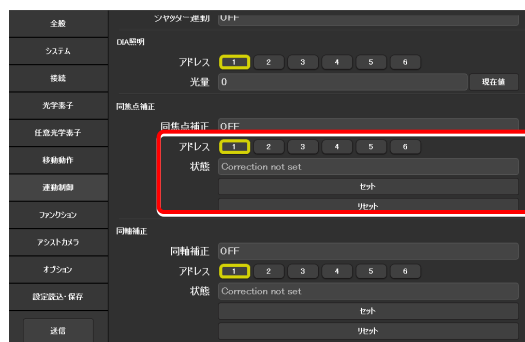 全般
システム
接続
光学素子
任意光学素子
移動動作
連動制御
ファンクション
アシストカメラ
オプション
設定読込・保存
送信
シャッター連動 OFF
DIA照明
アドレス 1 2 3 4 5 6
光量 0 現在値
同焦点補正
同焦点補正 OFF
アドレス 1 2 3 4 5 6
状態 Correction not set
セット
リセット
同軸補正
同軸補正 OFF
アドレス 1 2 3 4 5 6
状態 Correction not set
セット
リセット